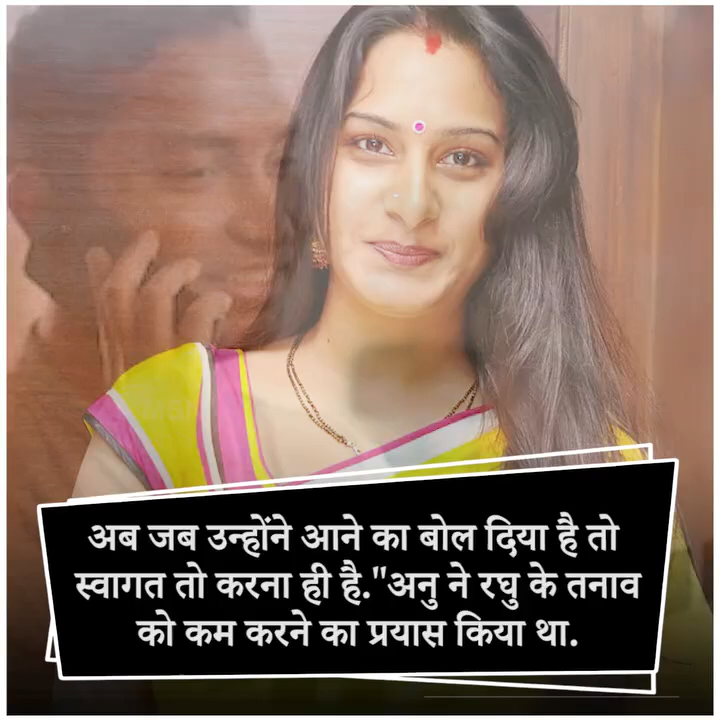 अब जब उन्होंने आने का बोल दिया है तो
स्वागत तो करना ही है."अनु ने रघु के तनाव
को कम करने का प्रयास किया था.